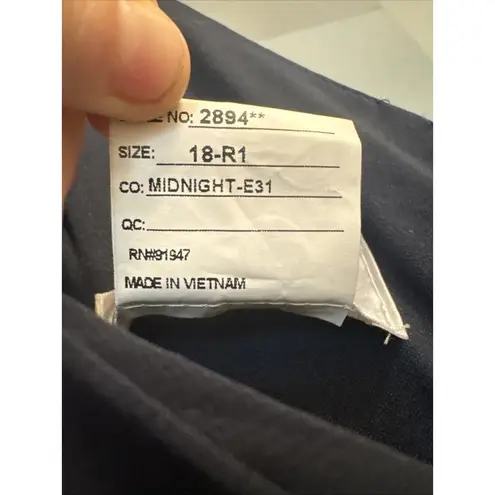 NO: 2894**
SIZE: 18-R1
CO: MIDNIGHT-E31
QC:
RN#91947
MADE IN VIETNAM